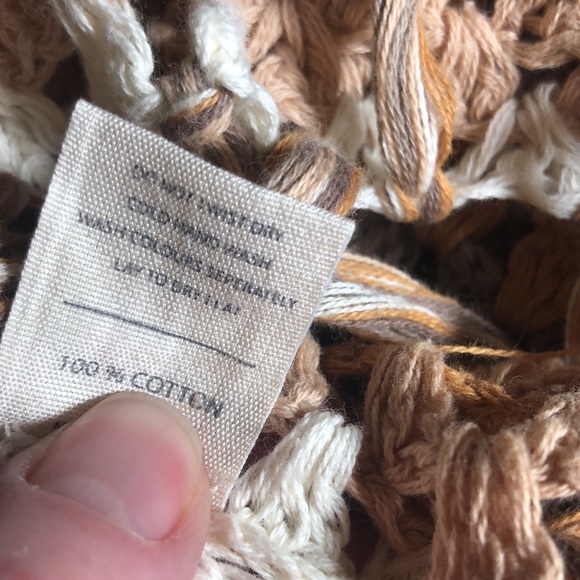 DO NOT TWIST DRY
COLD HAND WASH
WASH COLOURS SEPERATELY
LAY TO DRY FLAT
100 % COTTON